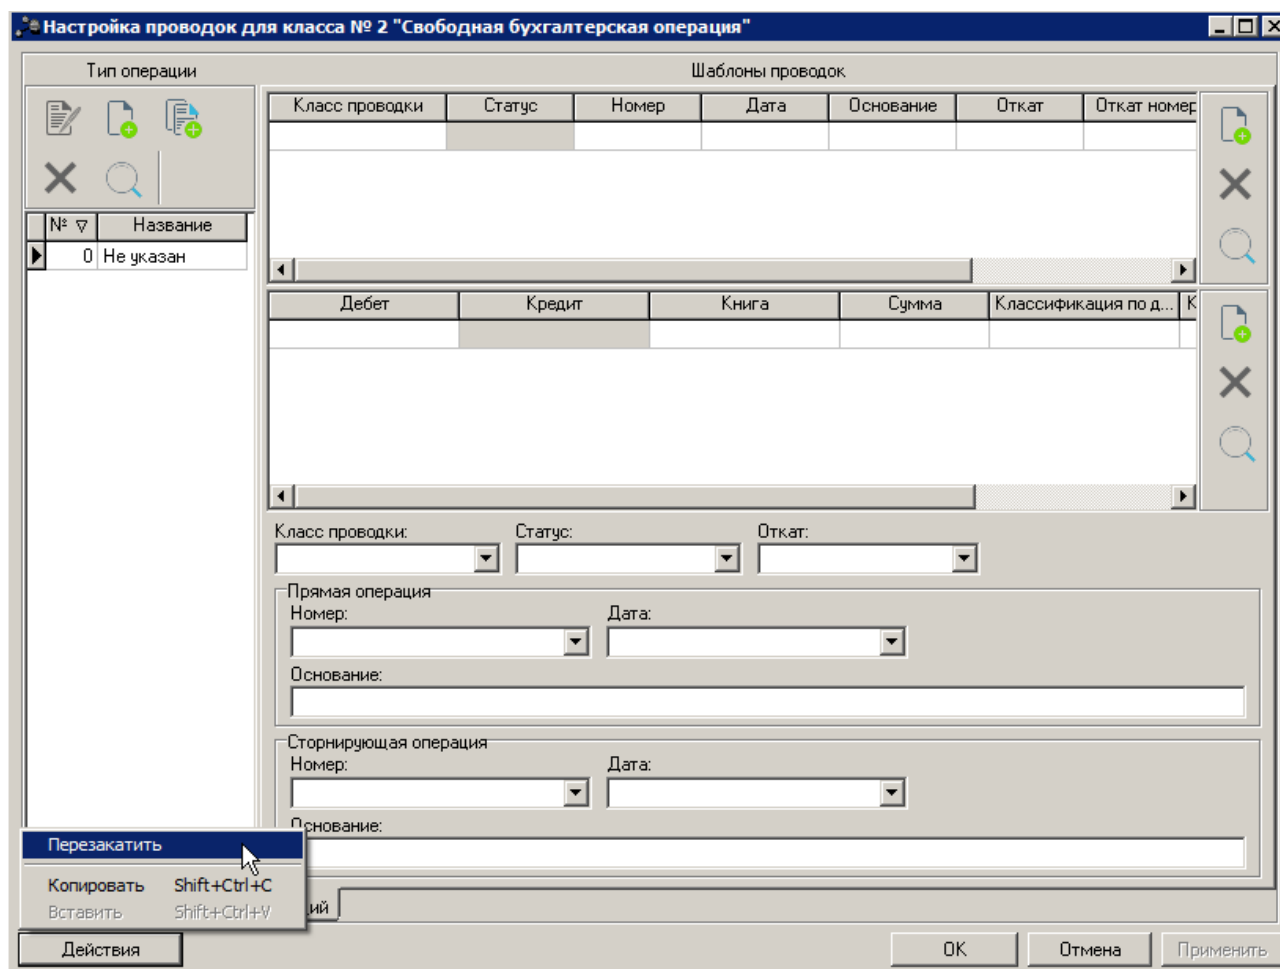 Настройка проводок для класса № 2 "Свободная бухгалтерская операция"
Тип операции
Шаблоны проводок
Класс проводки Статус Номер Дата Основание Откат Откат номер
№ Название
0 Не указан
Дебет Кредит Книга Сумма Классификация по д... К
Класс проводки: Статус: Откат:
Прямая операция
Номер: Дата:
Основание:
Сторнирующая операция
Номер: Дата:
Основание:
Перезакатить
Копировать Shift+Ctrl+C
Вставить Shift+Ctrl+V
ий
Действия
OK Отмена Применить